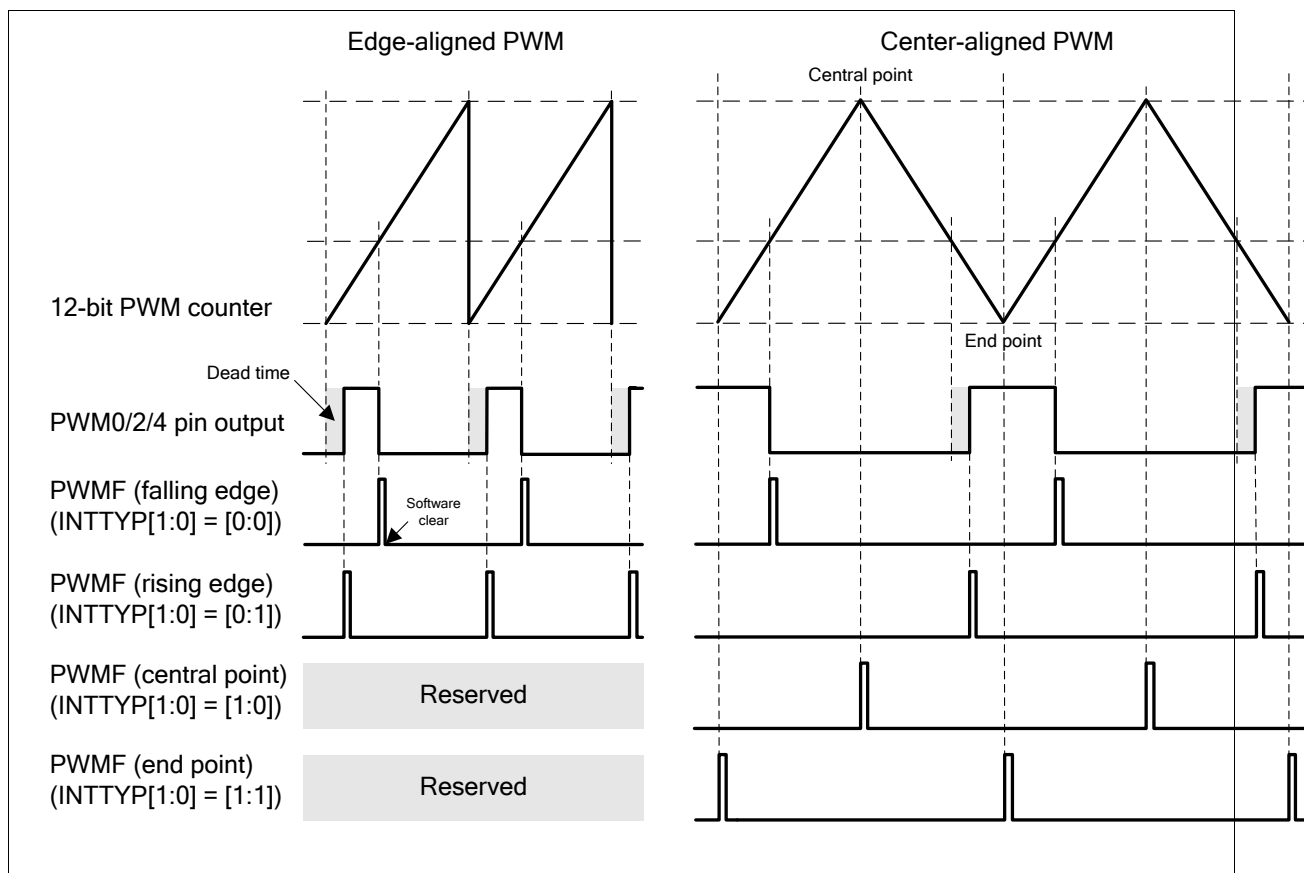 Edge-aligned PWM
Center-aligned PWM
Central point
12-bit PWM counter
End point
Dead time
PWM0/2/4 pin output
PWMF (falling edge)
(INTTYP[1:0] = [0:0])
Software
clear
PWMF (rising edge)
(INTTYP[1:0] = [0:1])
PWMF (central point)
(INTTYP[1:0] = [1:0])
Reserved
PWMF (end point)
(INTTYP[1:0] = [1:1])
Reserved